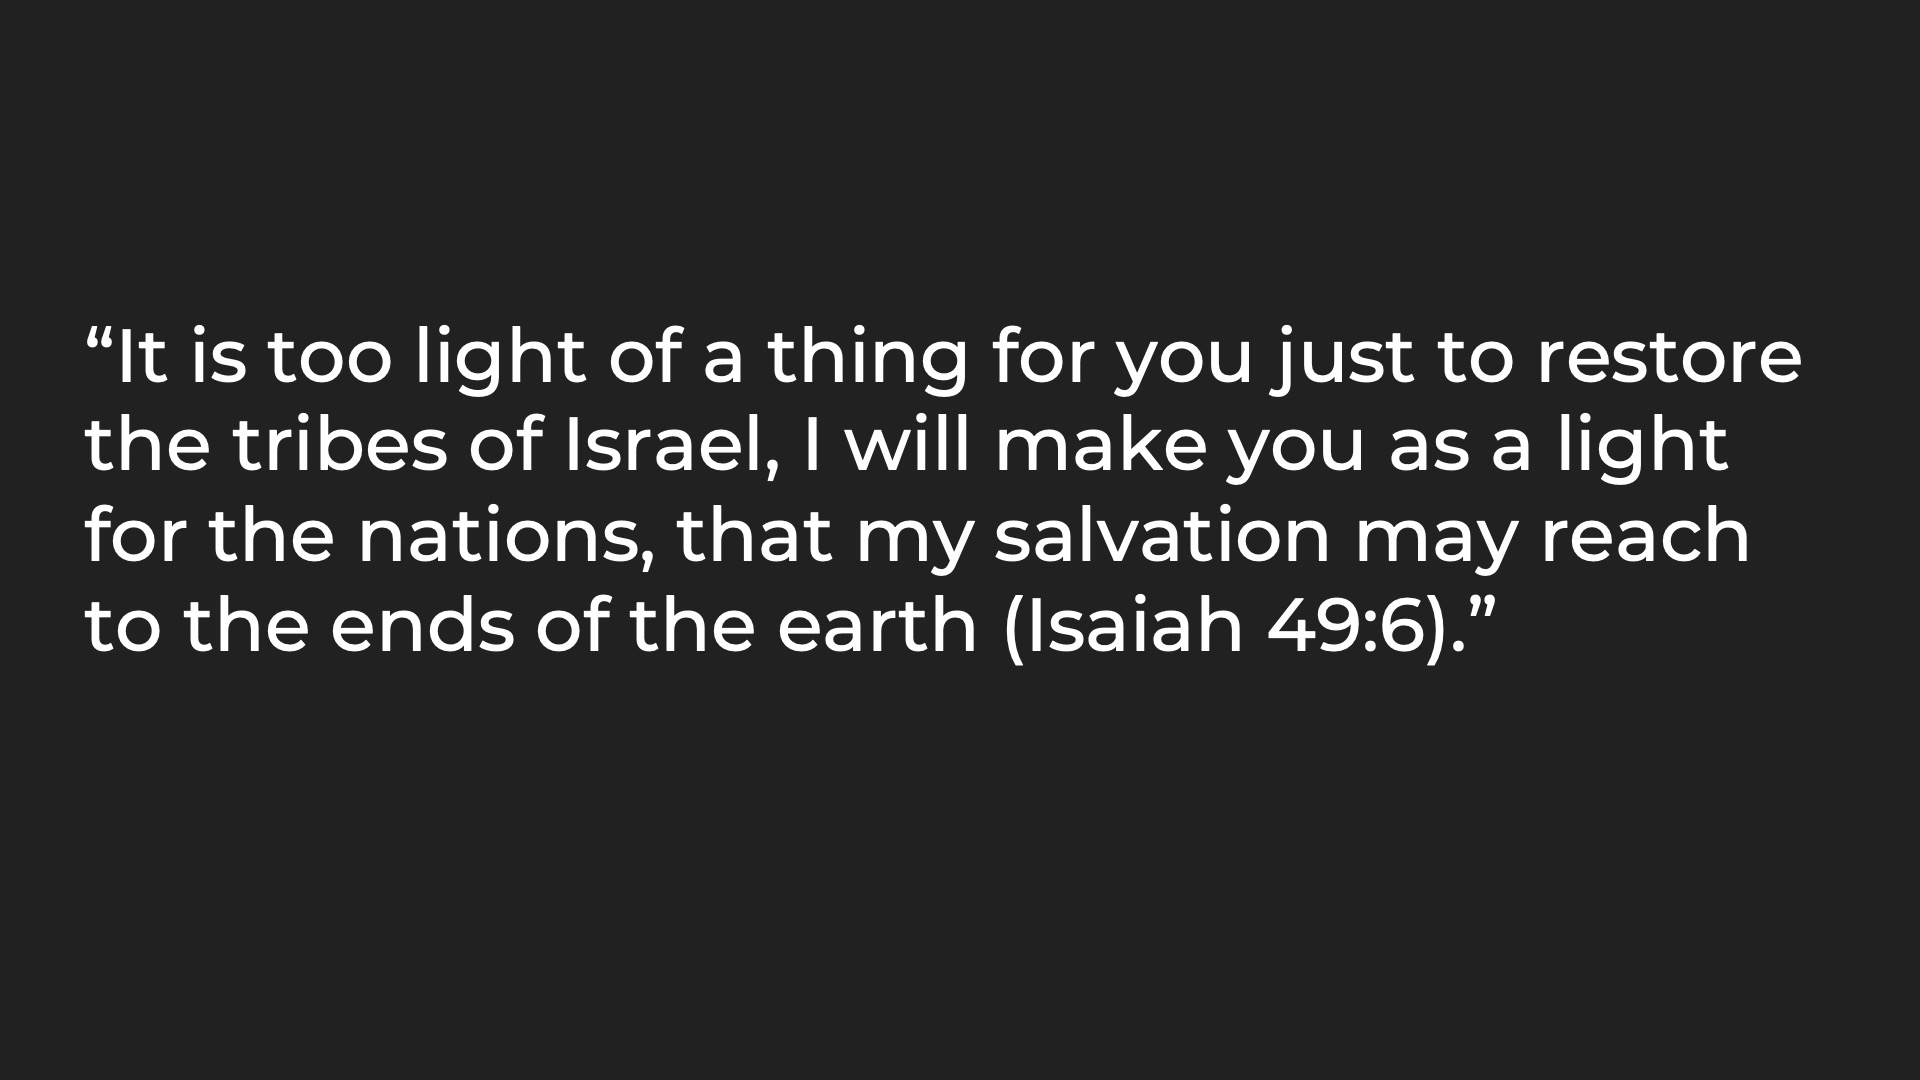 “It is too light of a thing for you just to restore
the tribes of Israel, I will make you as a light
for the nations, that my salvation may reach
to the ends of the earth (Isaiah 49:6).”